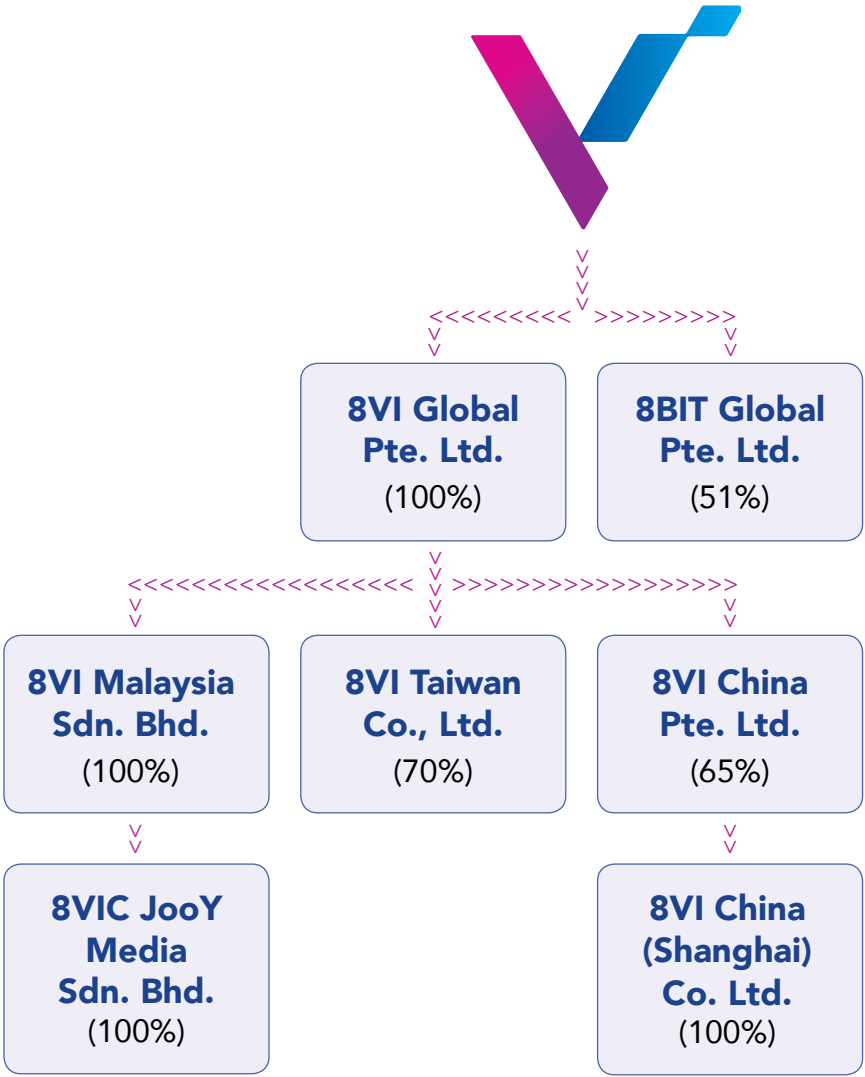 8VI Global
Pte. Ltd.
(100%)
8BIT Global
Pte. Ltd.
(51%)
8VI Malaysia
Sdn. Bhd.
(100%)
8VI Taiwan
Co., Ltd.
(70%)
8VI China
Pte. Ltd.
(65%)
8VIC JooY
Media
Sdn. Bhd.
(100%)
8VI China
(Shanghai)
Co. Ltd.
(100%)